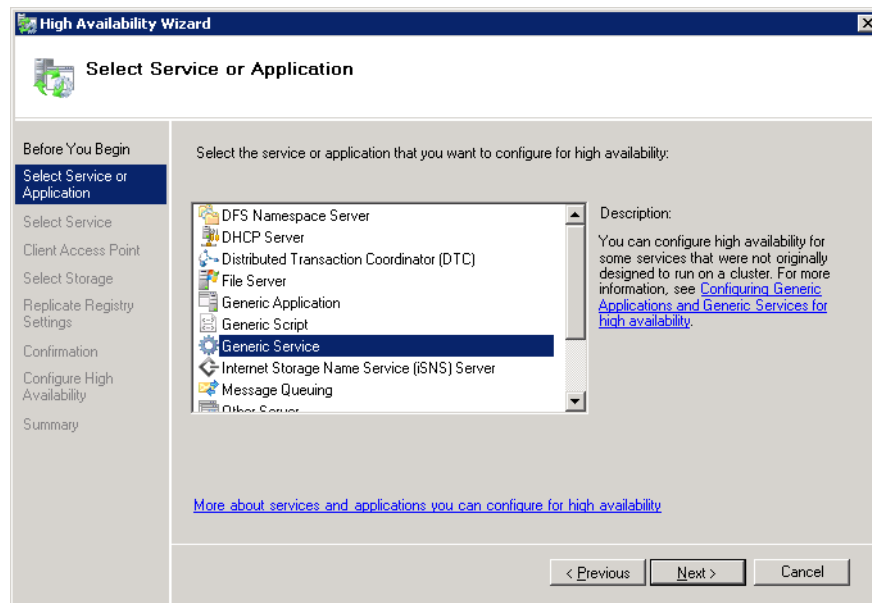 High Availability Wizard
Select Service or Application
Before You Begin
Select Service or
Application
Select Service
Client Access Point
Select Storage
Replicate Registry
Settings
Confirmation
Configure High
Availability
Summary
Select the service or application that you want to configure for high availability:
DFS Namespace Server
DHCP Server
Distributed Transaction Coordinator (DTC)
File Server
Generic Application
Generic Script
Generic Service
Internet Storage Name Service (iSNS) Server
Message Queuing
Other Server
Description:
You can configure high availability for
some services that were not originally
designed to run on a cluster. For more
information, see Configuring Generic
Applications and Generic Services for
high availability.
More about services and applications you can configure for high availability
< Previous
Next >
Cancel